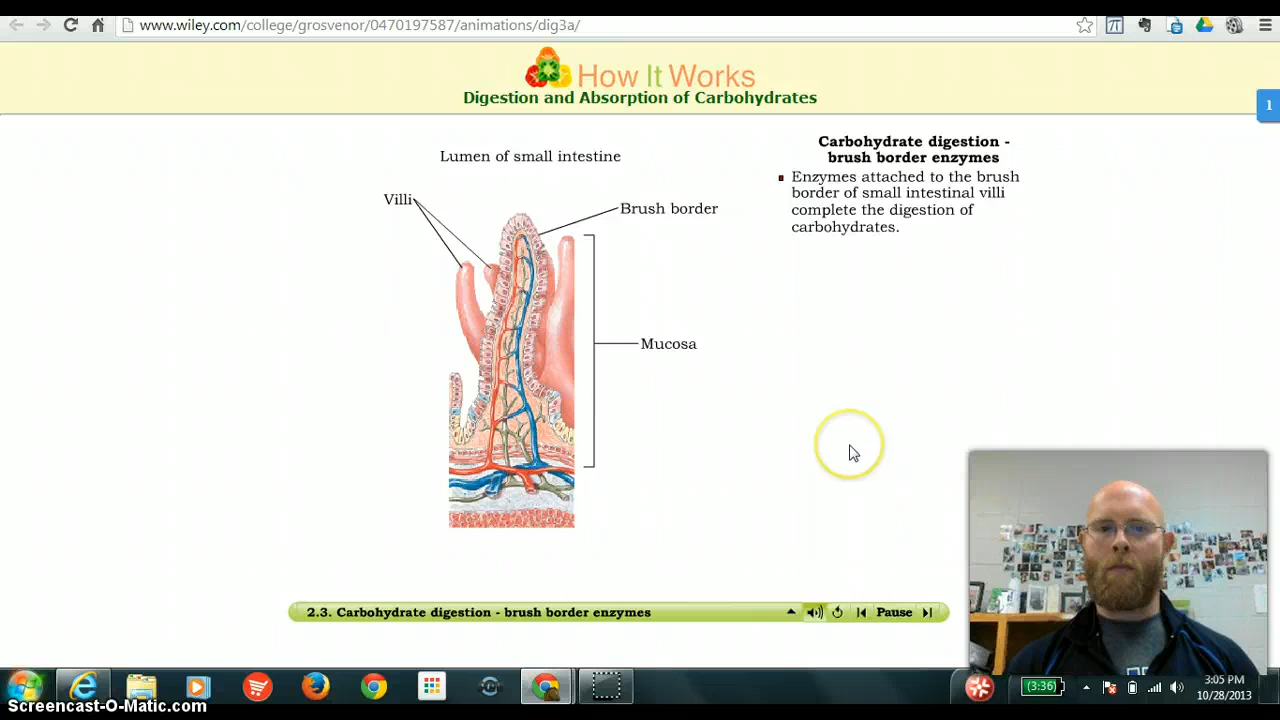 www.wiley.com/college/grosvenor/0470197587/animations/dig3a/
How It Works
Digestion and Absorption of Carbohydrates
1
Lumen of small intestine
Villi
Brush border
Mucosa
Carbohydrate digestion -
brush border enzymes
Enzymes attached to the brush
border of small intestinal villi
complete the digestion of
carbohydrates.
2.3. Carbohydrate digestion - brush border enzymes
Pause
(3:36)
3:05 PM
10/28/2013
Screencast-O-Matic.com